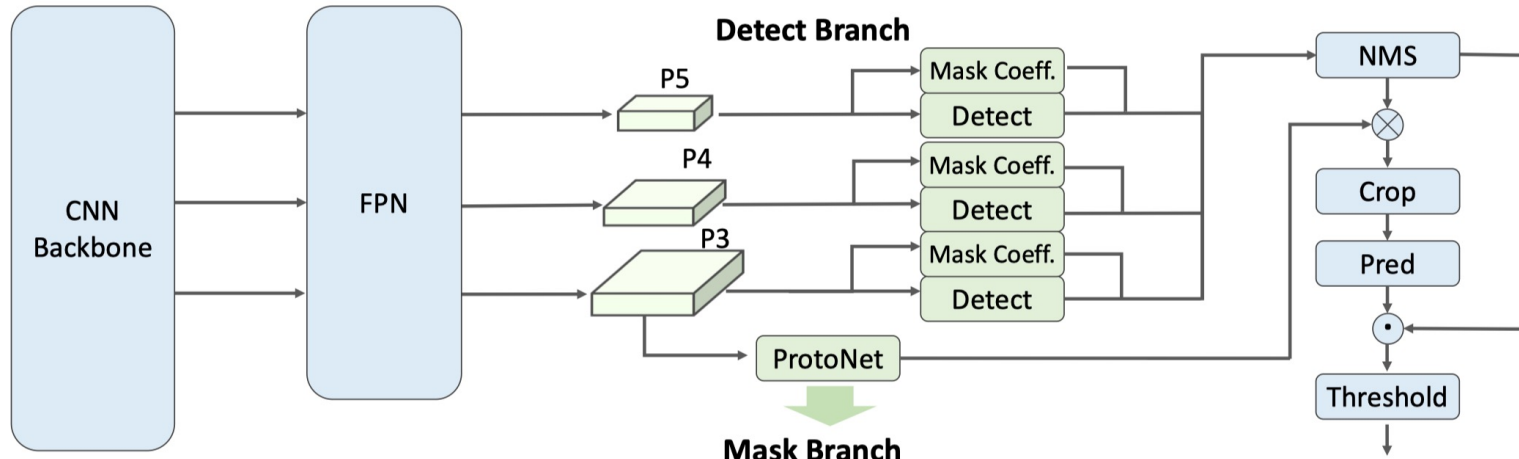 CNN
Backbone
FPN
Detect Branch
P5
P4
P3
Mask Coeff.
Detect
Mask Coeff.
Detect
Mask Coeff.
Detect
ProtoNet
Mask Branch
NMS
Crop
Pred
Threshold